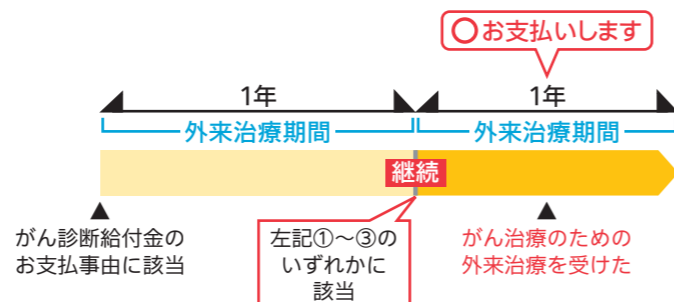 ○お支払いします
1年
1年
外来治療期間
外来治療期間
継続
がん診断給付金の
お支払事由に該当
左記①～③の
いずれかに
該当
がん治療のための
外来治療を受けた